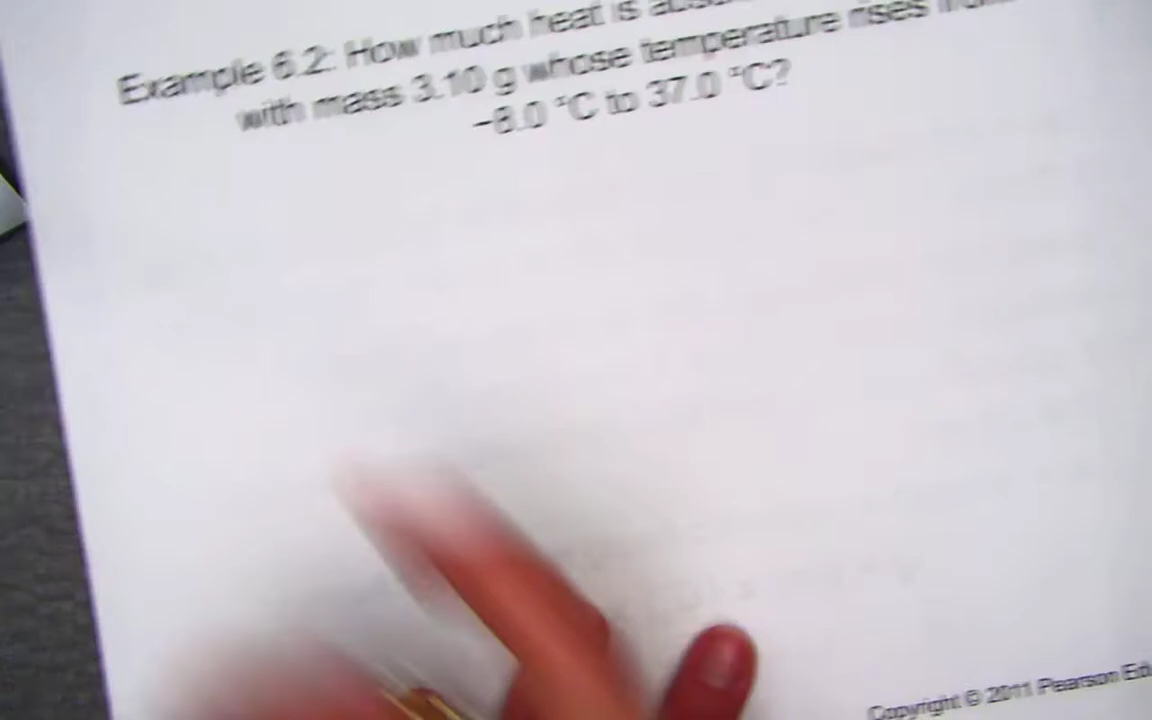 Example 6.2: How much heat is
with mass 3.10 g whose temperature rises
−8.0 °C to 37.0 °C?
Copyright © 2011 Pearson